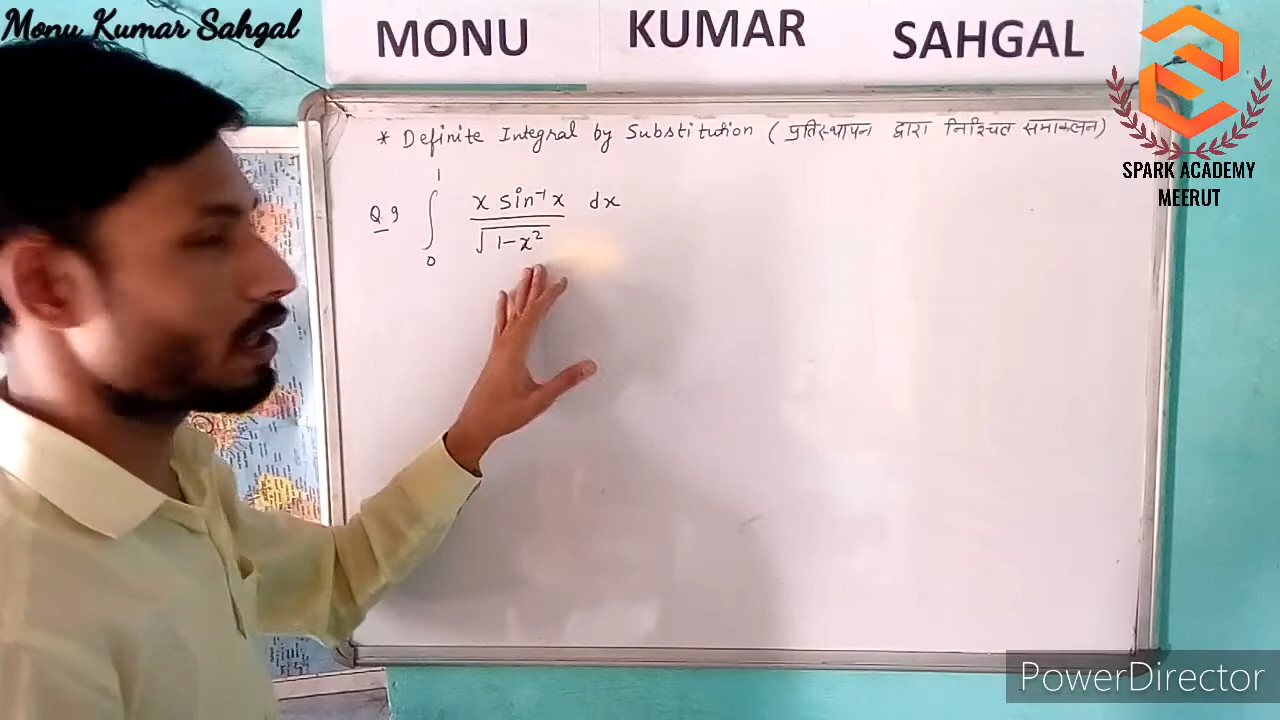 Monu Kumar Sahgal
MONU KUMAR SAHGAL
SPARK ACADEMY
MEERUT
* Definite Integral by Substitution ( प्रतिस्थापन द्वारा निश्चित समाकलन )
Q.9 ∫₀¹ x sin⁻¹x / √(1-x²) dx
PowerDirector